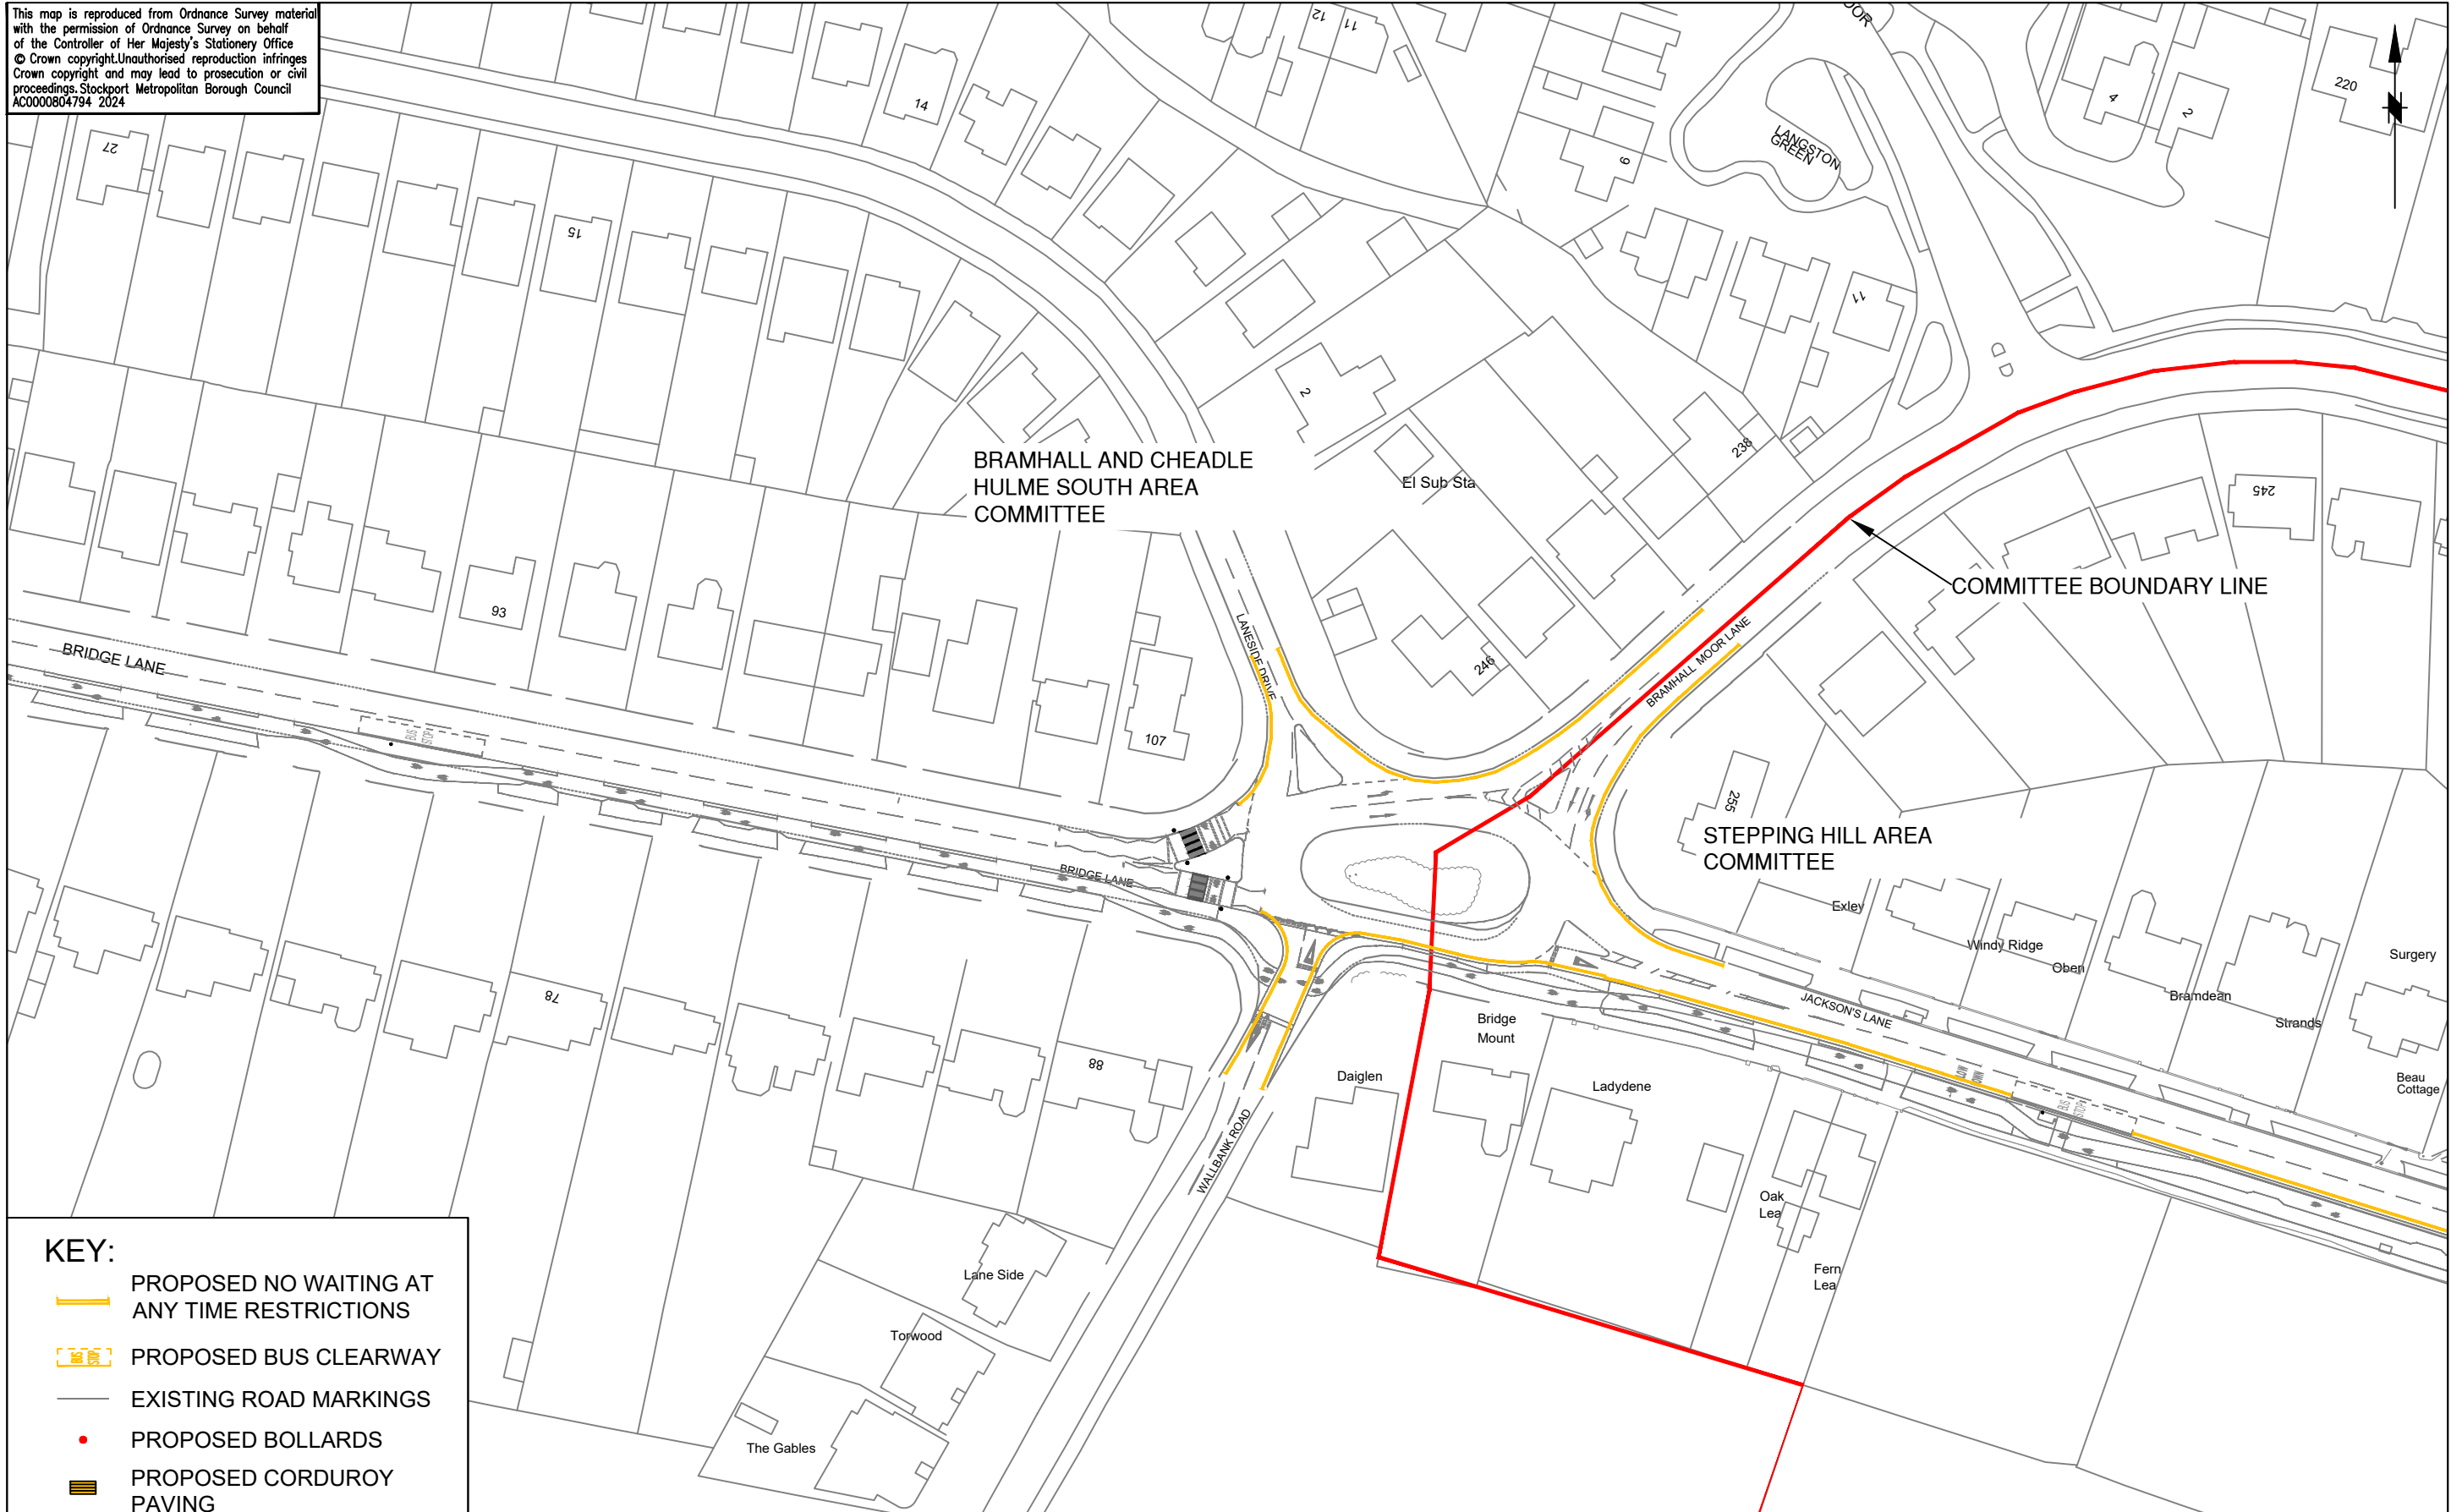 This map is reproduced from Ordnance Survey material
with the permission of Ordnance Survey on behalf
of the Controller of Her Majesty's Stationery Office
© Crown copyright.Unauthorised reproduction infringes
Crown copyright and may lead to prosecution or civil
proceedings. Stockport Metropolitan Borough Council
AC0000804794 2024
12
11
14
27
15
9
LANGSTON
GREEN
4
2
220
11
2
El Sub Sta
238
BRAMHALL AND CHEADLE
HULME SOUTH AREA
COMMITTEE
245
COMMITTEE BOUNDARY LINE
93
BRIDGE LANE
LANESIDE DRIVE
246
BRAMHALL MOOR LANE
BUS
STOP
107
255
STEPPING HILL AREA
COMMITTEE
BRIDGE LANE
Exley
Windy Ridge
Oben
Surgery
Bramdean
Strands
JACKSON'S LANE
78
88
Bridge
Mount
Daiglen
Ladydene
Beau
Cottage
BUS
STOP
WALLBANK ROAD
Oak
Lea
Fern
Lea
Lane Side
Torwood
The Gables
KEY:
PROPOSED NO WAITING AT
ANY TIME RESTRICTIONS
BUS
STOP
PROPOSED BUS CLEARWAY
EXISTING ROAD MARKINGS
PROPOSED BOLLARDS
PROPOSED CORDUROY
PAVING